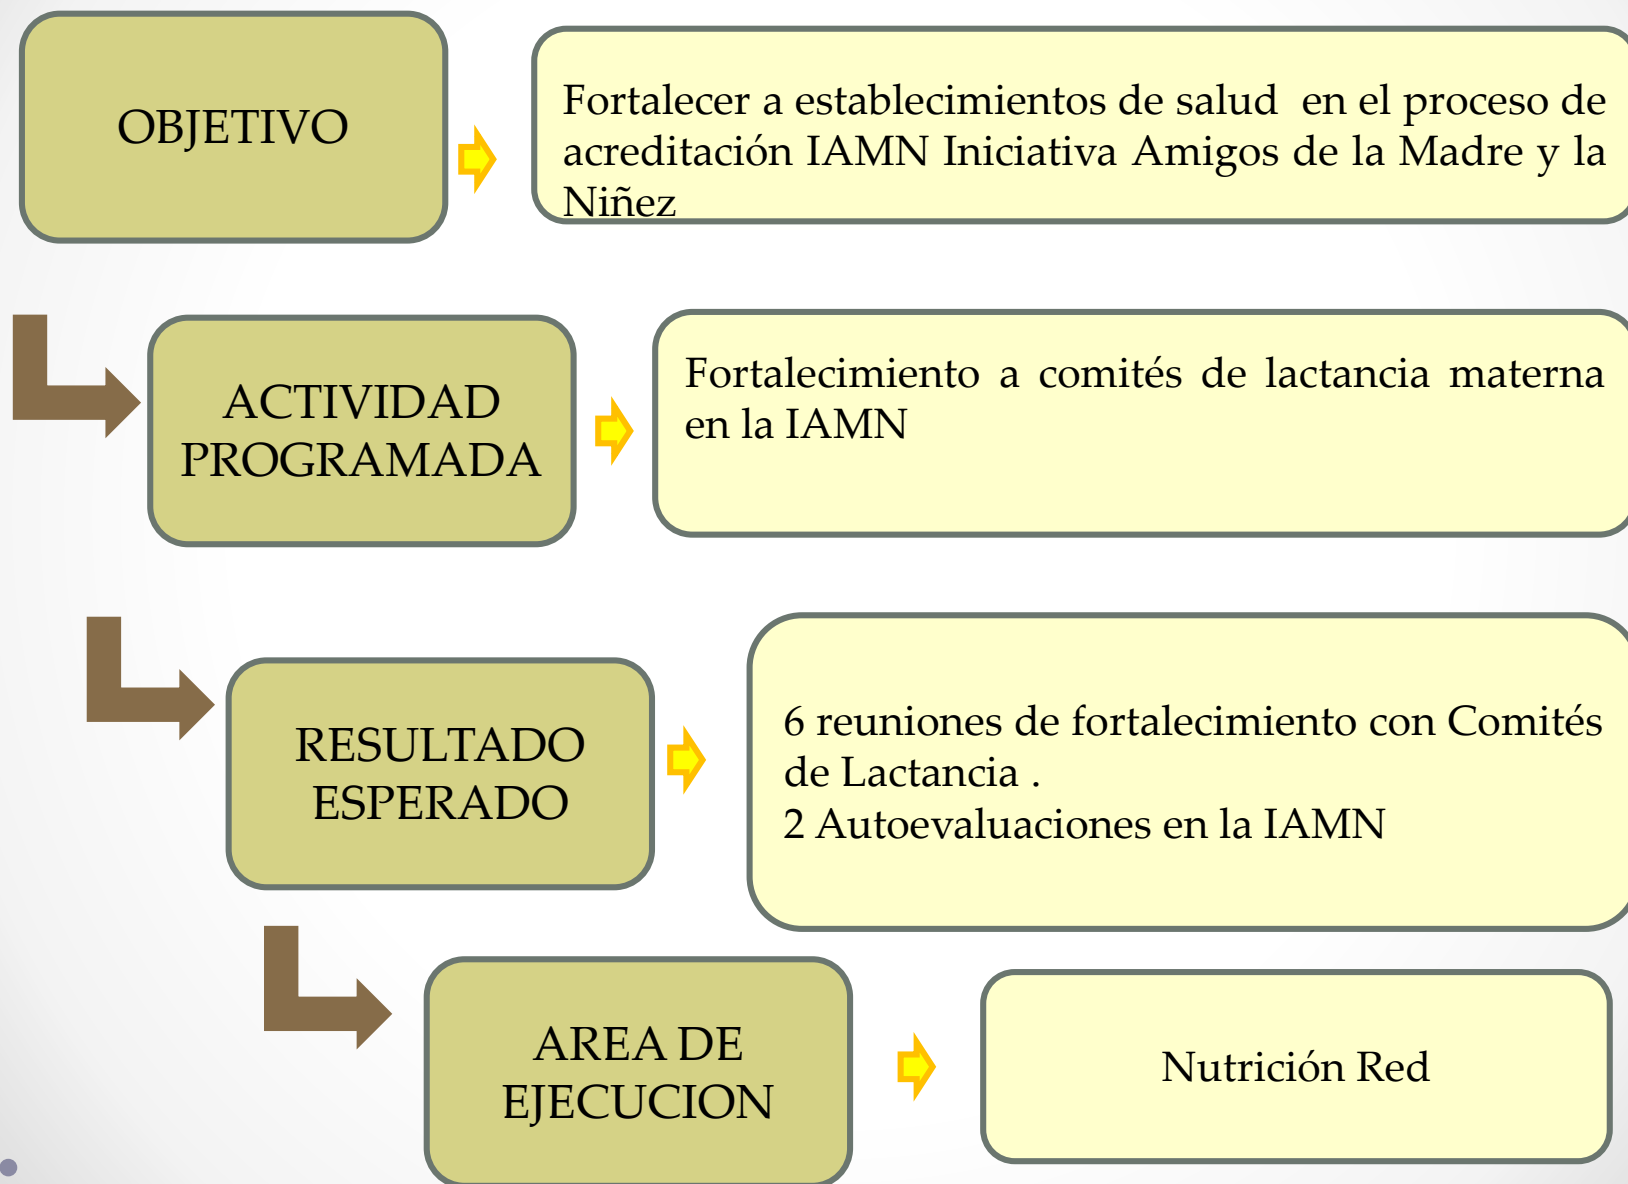 OBJETIVO
Fortalecer a establecimientos de salud en el proceso de
acreditación IAMN Iniciativa Amigos de la Madre y la
Niñez
ACTIVIDAD
PROGRAMADA
Fortalecimiento a comités de lactancia materna
en la IAMN
RESULTADO
ESPERADO
6 reuniones de fortalecimiento con Comités
de Lactancia .
2 Autoevaluaciones en la IAMN
AREA DE
EJECUCION
Nutrición Red